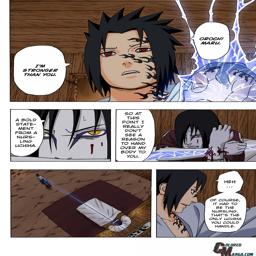 OROCHI
MARU.
I'M
STRONGER
THAN YOU.
A BOLD
STATE-
MENT
FROM A
NURS-
LING
UCHIHA.
SO AT
THIS POINT
I REALLY
DON'T
SEE A
REASON
TO HAND
OVER MY
BODY TO
YOU.
HEH
...
OF COURSE,
IT HAD TO
BE THE
NURSLING.
THAT'S THE
ONLY UCHIHA
YOU COULD
HANDLE.
COLORED
MANGA.COM